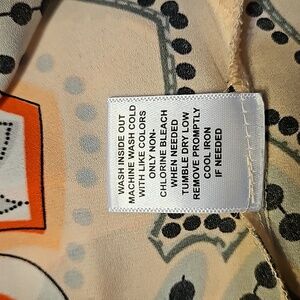 WASH INSIDE OUT
MACHINE WASH COLD
WITH LIKE COLORS
ONLY NON-
CHLORINE BLEACH
WHEN NEEDED
TUMBLE DRY LOW
REMOVE PROMPTLY
COOL IRON
IF NEEDED